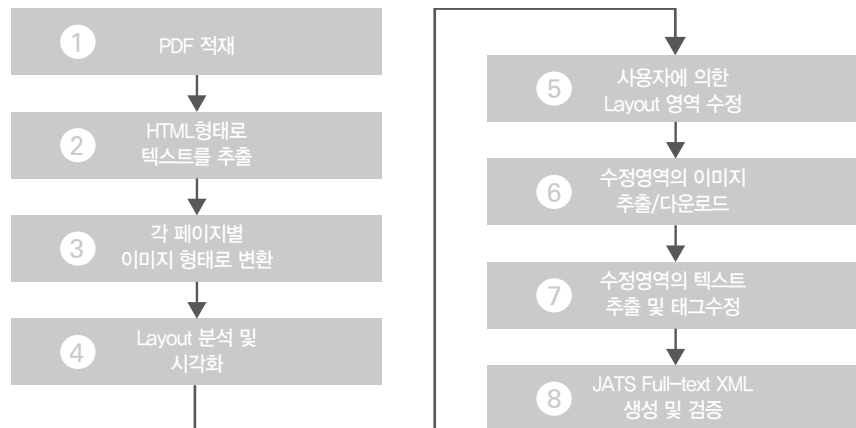 1
PDF 적재
2
HTML형태로
텍스트를 추출
3
각 페이지별
이미지 형태로 변환
4
Layout 분석 및
시각화
5
사용자에 의한
Layout 영역 수정
6
수정영역의 이미지
추출/다운로드
7
수정영역의 텍스트
추출 및 태그수정
8
JATS Full-text XML
생성 및 검증